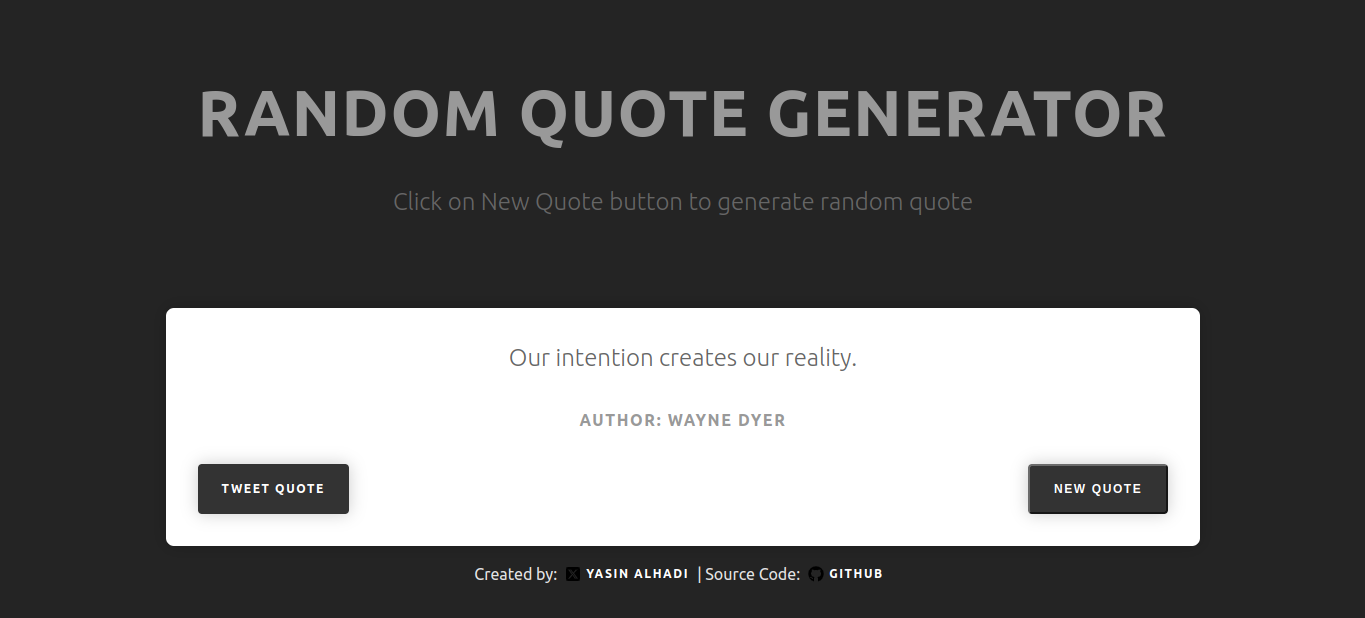 RANDOM QUOTE GENERATOR
Click on New Quote button to generate random quote
Our intention creates our reality.
AUTHOR: WAYNE DYER
TWEET QUOTE
NEW QUOTE
Created by: YASIN ALHADI | Source Code: GITHUB